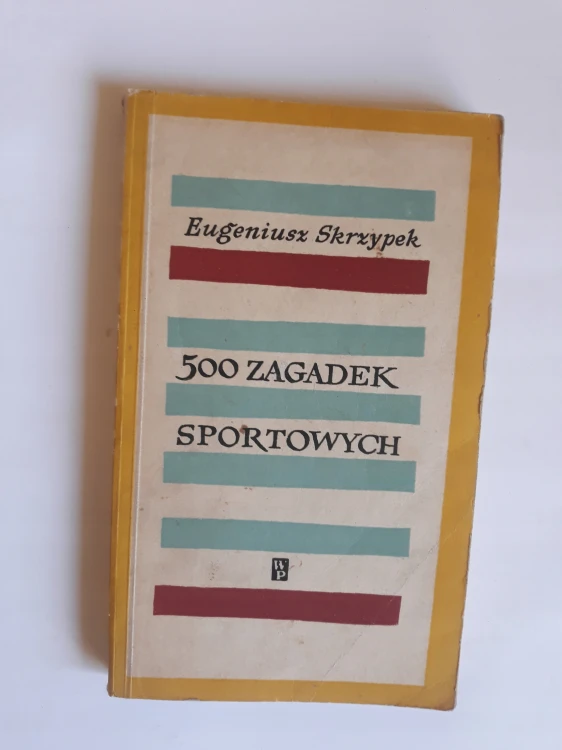 Eugeniusz Skrzypek
500 ZAGADEK
SPORTOWYCH
WP